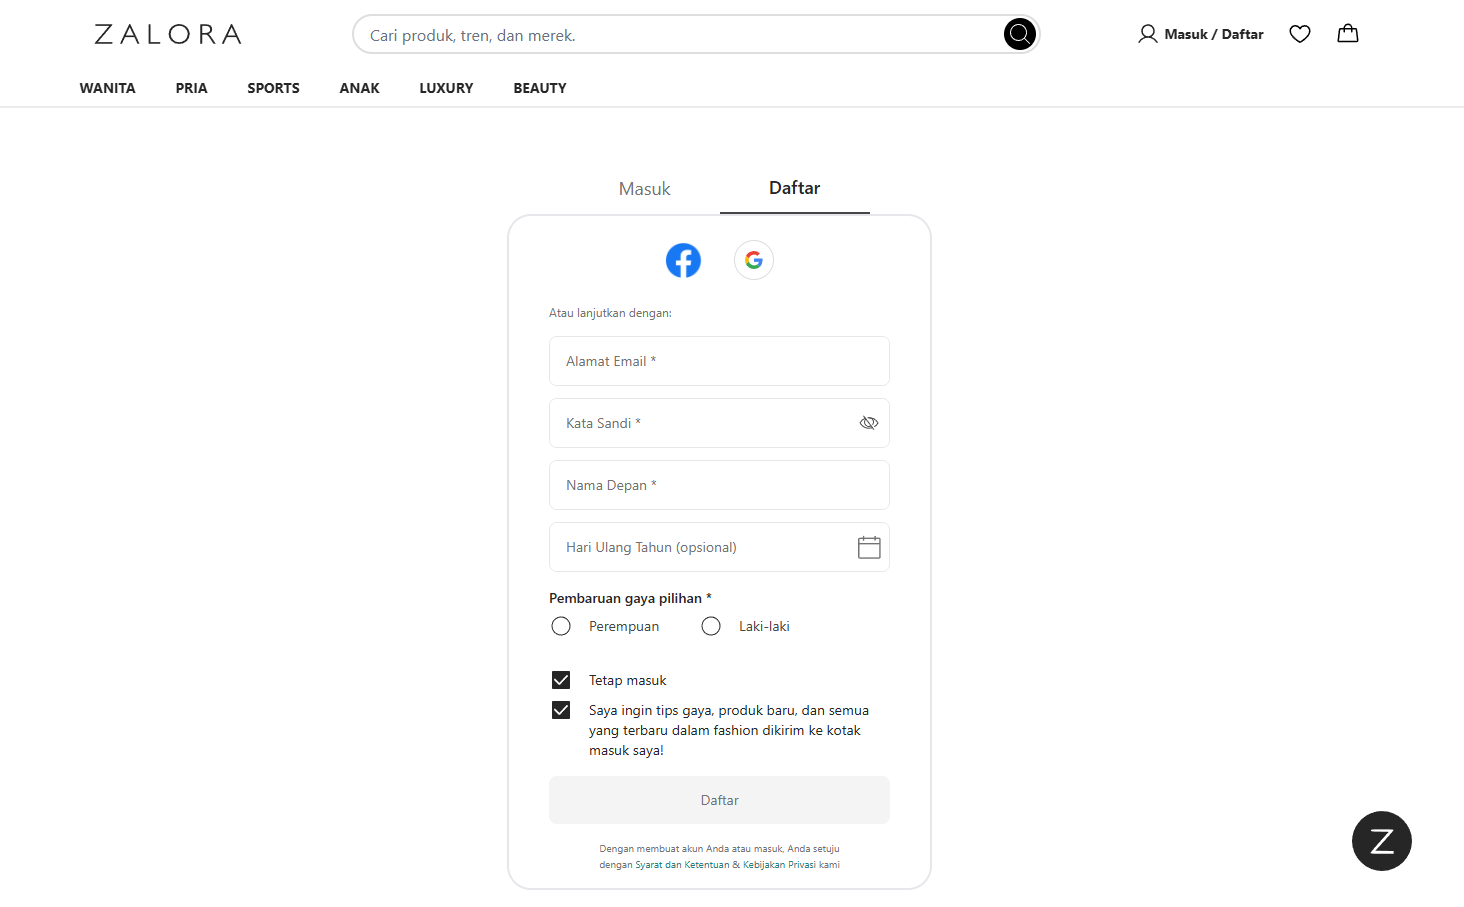 ZALORA
Cari produk, tren, dan merek.
Masuk / Daftar
WANITA
PRIA
SPORTS
ANAK
LUXURY
BEAUTY
Masuk
Daftar
Atau lanjutkan dengan:
Alamat Email *
Kata Sandi *
Nama Depan *
Hari Ulang Tahun (opsional)
Pembaruan gaya pilihan *
Perempuan
Laki-laki
Tetap masuk
Saya ingin tips gaya, produk baru, dan semua
yang terbaru dalam fashion dikirim ke kotak
masuk saya!
Daftar
Dengan membuat akun Anda atau masuk, Anda setuju
dengan Syarat dan Ketentuan & Kebijakan Privasi kami
Z